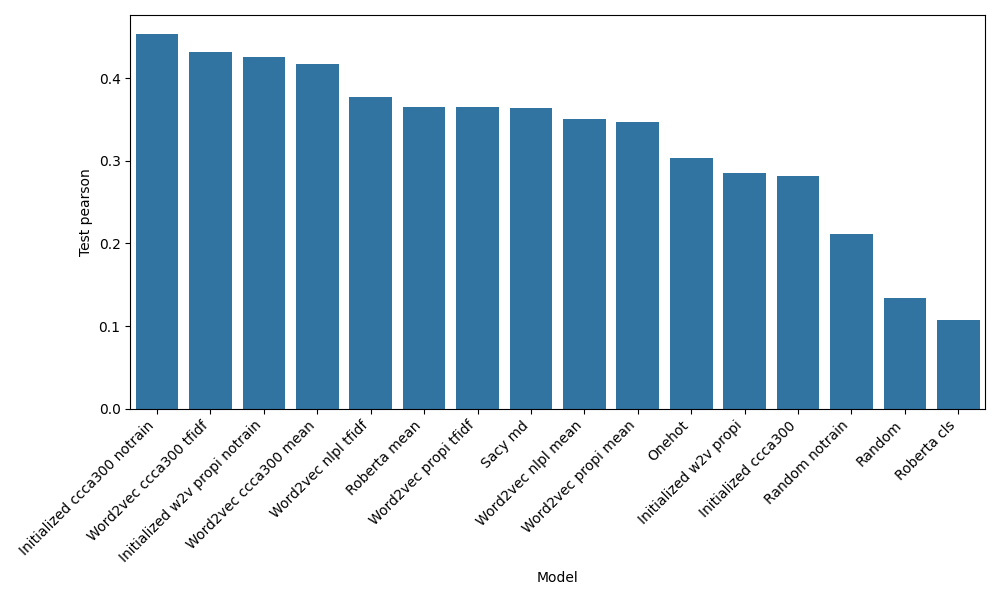 Test pearson
0.4
0.3
0.2
0.1
0.0
Initialized ccca300 notrain
Word2vec ccca300 tfidf
Initialized w2v propi notrain
Word2vec ccca300 mean
Word2vec nlpl tfidf
Roberta mean
Word2vec propi tfidf
Sacy md
Word2vec nlpl mean
Word2vec propi mean
Onehot
Initialized w2v propi
Initialized ccca300
Random notrain
Random
Roberta cls
Model